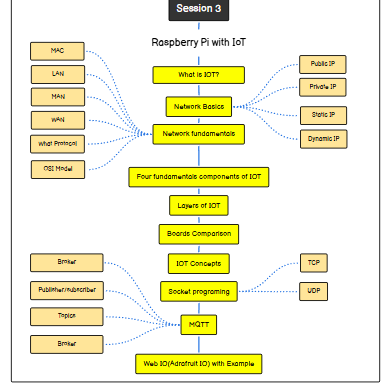 Session 3
Raspberry Pi with IoT
What is IOT?
Network Basics
Public IP
Private IP
Static IP
Dynamic IP
Network fundamentals
MAC
LAN
MAN
WAN
What Protocol
OSI Model
Four fundamentals components of IOT
Layers of IOT
Boards Comparison
IOT Concepts
Socket programing
TCP
UDP
MQTT
Broker
Publisher/subscriber
Topics
Broker
Web IO(Adrafruit IO) with Example